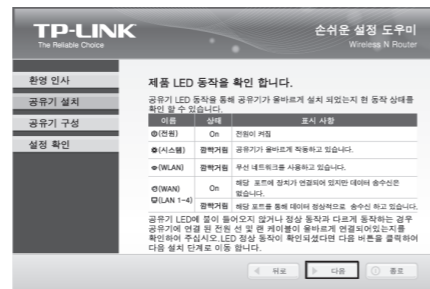 TP-LINK®
The Reliable Choice
손쉬운 설정 도우미
Wireless N Router
환영 인사
공유기 설치
공유기 구성
설정 확인
제품 LED 동작을 확인 합니다.
공유기 LED 동작을 통해 공유기가 올바르게 설치 되었는지 현 동작 상태를
확인 할 수 있습니다.
이름 상태 표시 사항
(전원) On 전원이 켜짐
(시스템) 깜박거림 공유기가 올바르게 작동하고 있습니다.
(WLAN) 깜박거림 무선 네트워크를 사용하고 있습니다.
(WAN) On 해당 포트에 장치가 연결되어 있지만 데이터 송수신은
없습니다.
(LAN 1-4) 깜박거림 해당 포트를 통해 데이터 정상적으로 송수신 하고 있습니다.
공유기 LED에 불이 들어오지 않거나 정상 동작과 다르게 동작하는 경우
공유기에 연결 된 전원 선 및 랜 케이블이 올바르게 연결되어있는지를
확인하여 주십시오.LED 정상 동작이 확인되셨다면 다음 버튼을 클릭하여
다음 설치 단계로 이동 합니다.
뒤로 다음 종료